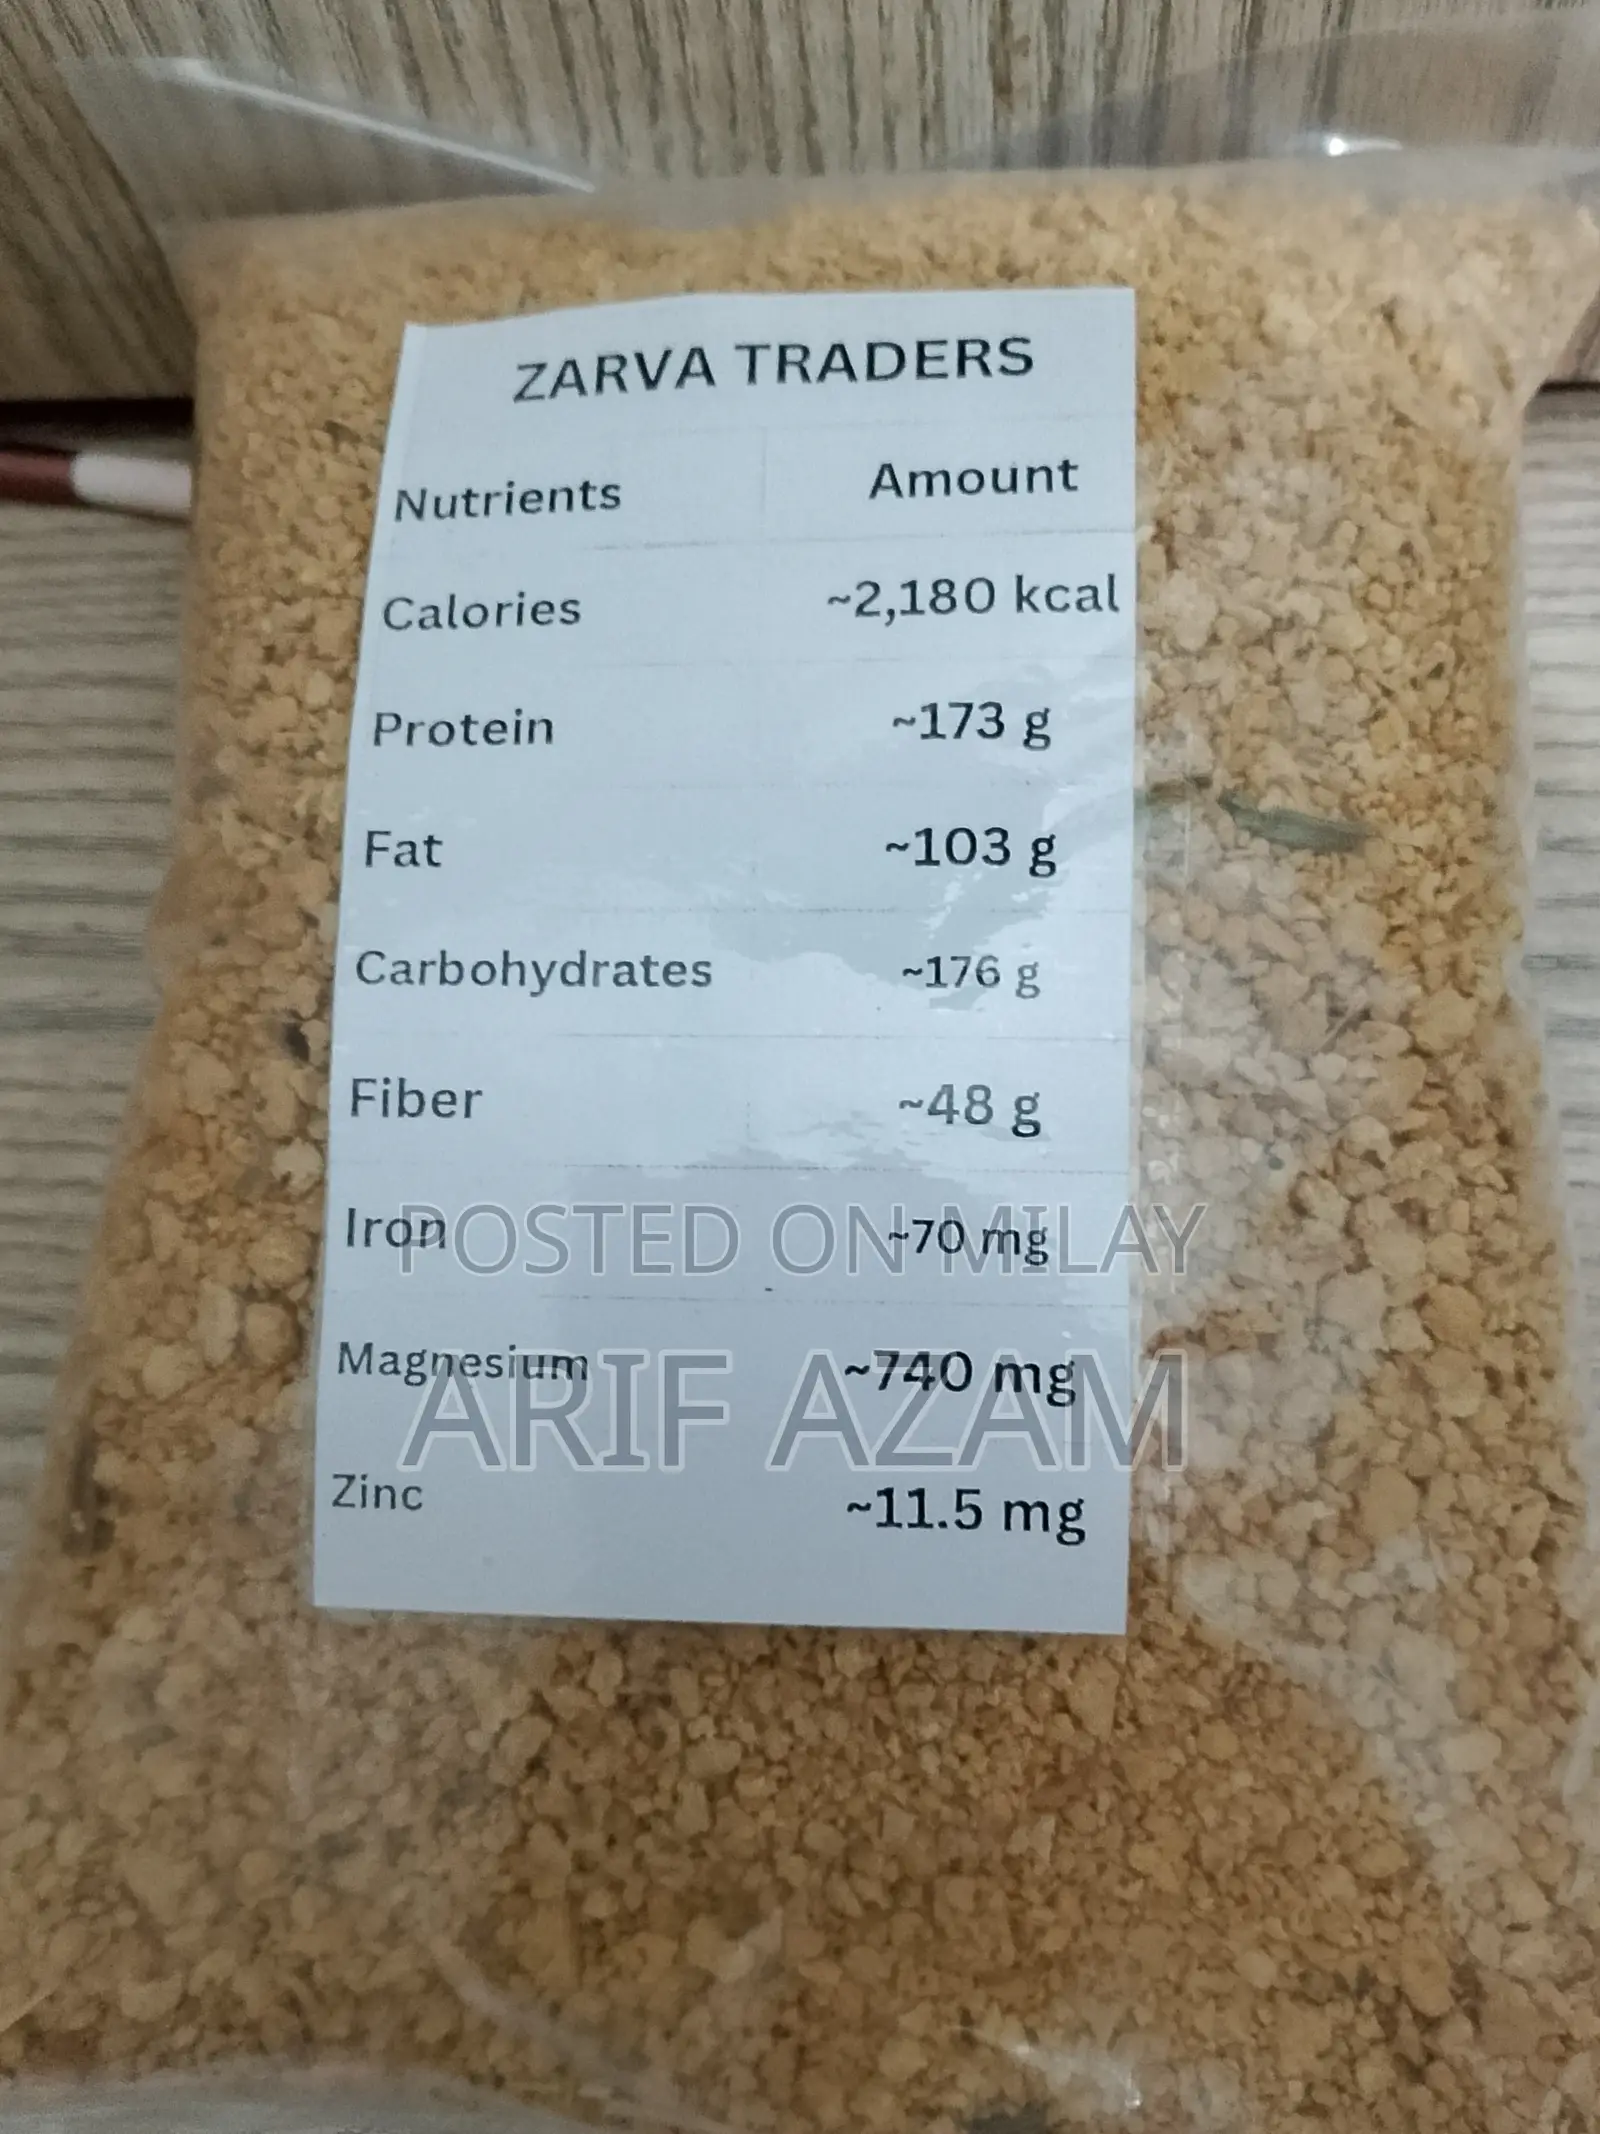 ZARVA TRADERS
Nutrients Amount
Calories ~2,180 kcal
Protein ~173 g
Fat ~103 g
Carbohydrates ~176 g
Fiber ~48 g
Iron ~70 mg
POSTED ON MILAY
Magnesium ~740 mg
ARIF AZAM
Zinc ~11.5 mg